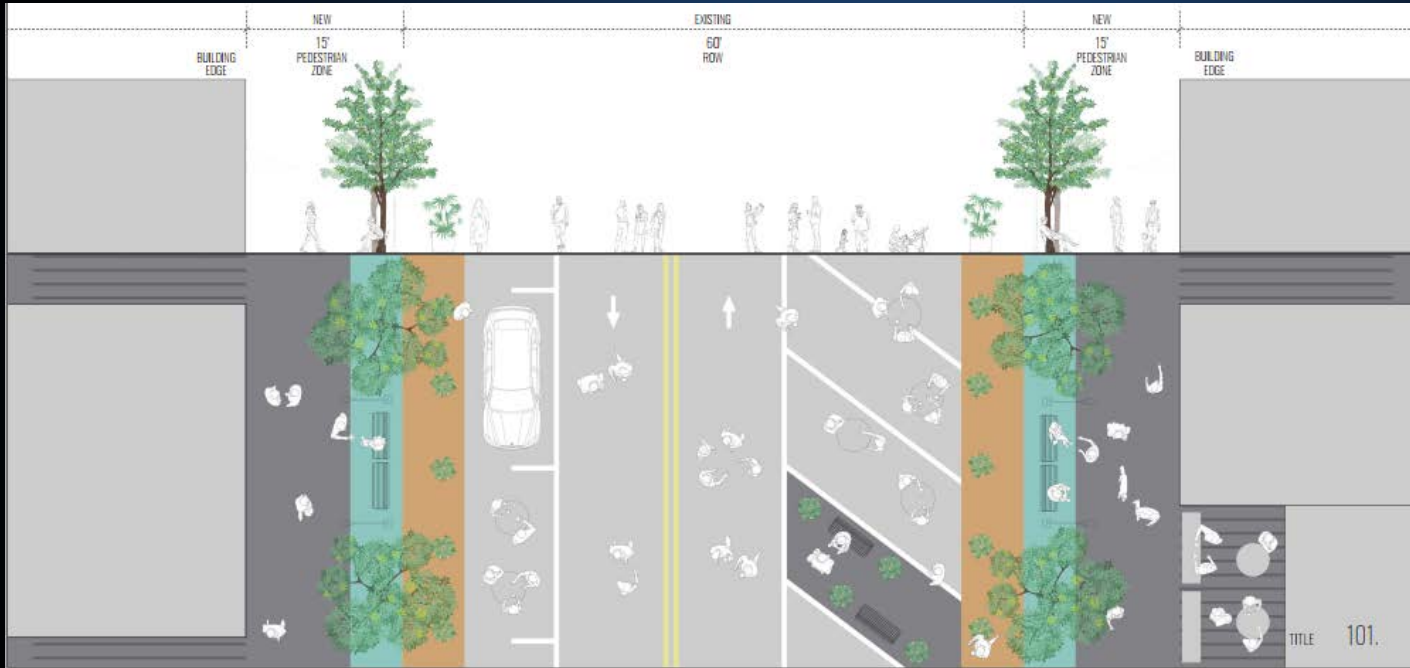 NEW
EXISTING
NEW
15'
PEDESTRIAN
ZONE
60'
ROW
15'
PEDESTRIAN
ZONE
BUILDING
EDGE
BUILDING
EDGE
TITLE 101.